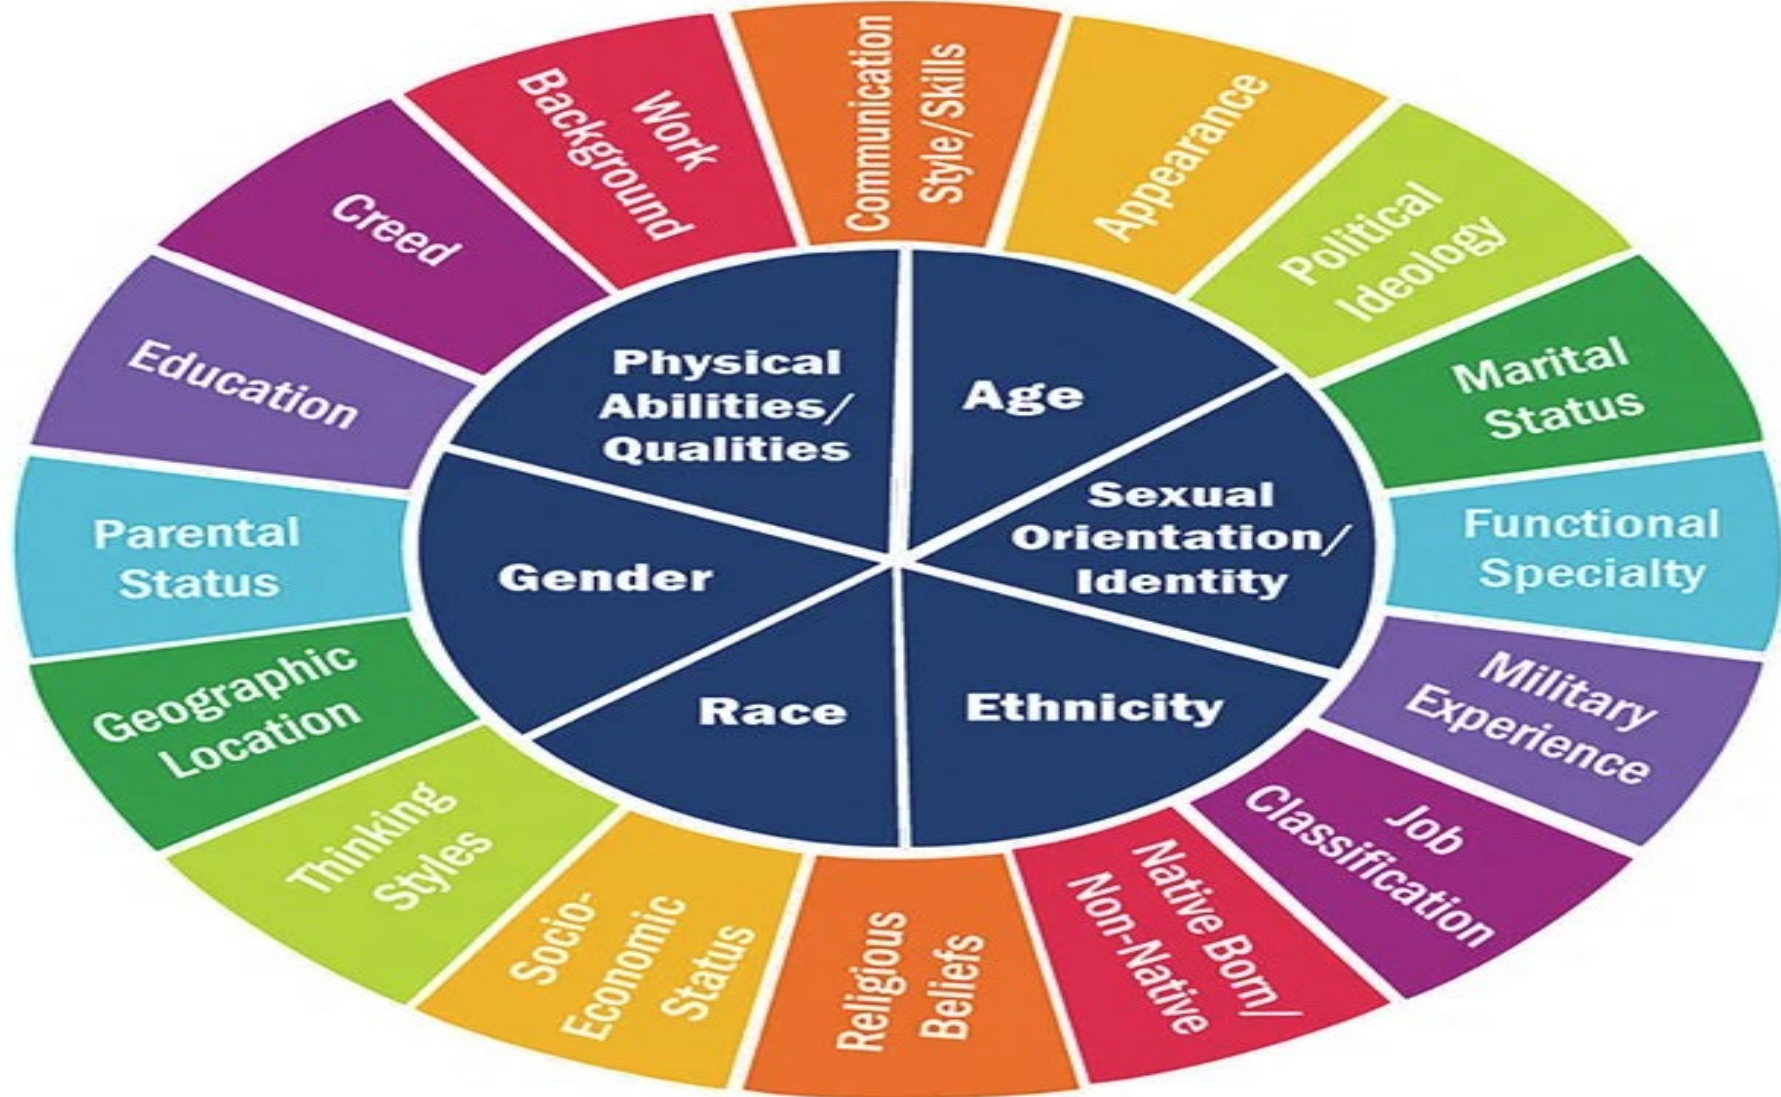 Communication
Style/Skills
Appearance
Political
Ideology
Marital
Status
Functional
Specialty
Military
Experience
Job
Classification
Native Born/
Non-Native
Religious
Beliefs
Socio-
Economic
Status
Thinking
Styles
Geographic
Location
Parental
Status
Education
Creed
Work
Background
Physical
Abilities/
Qualities
Age
Sexual
Orientation/
Identity
Ethnicity
Race
Gender